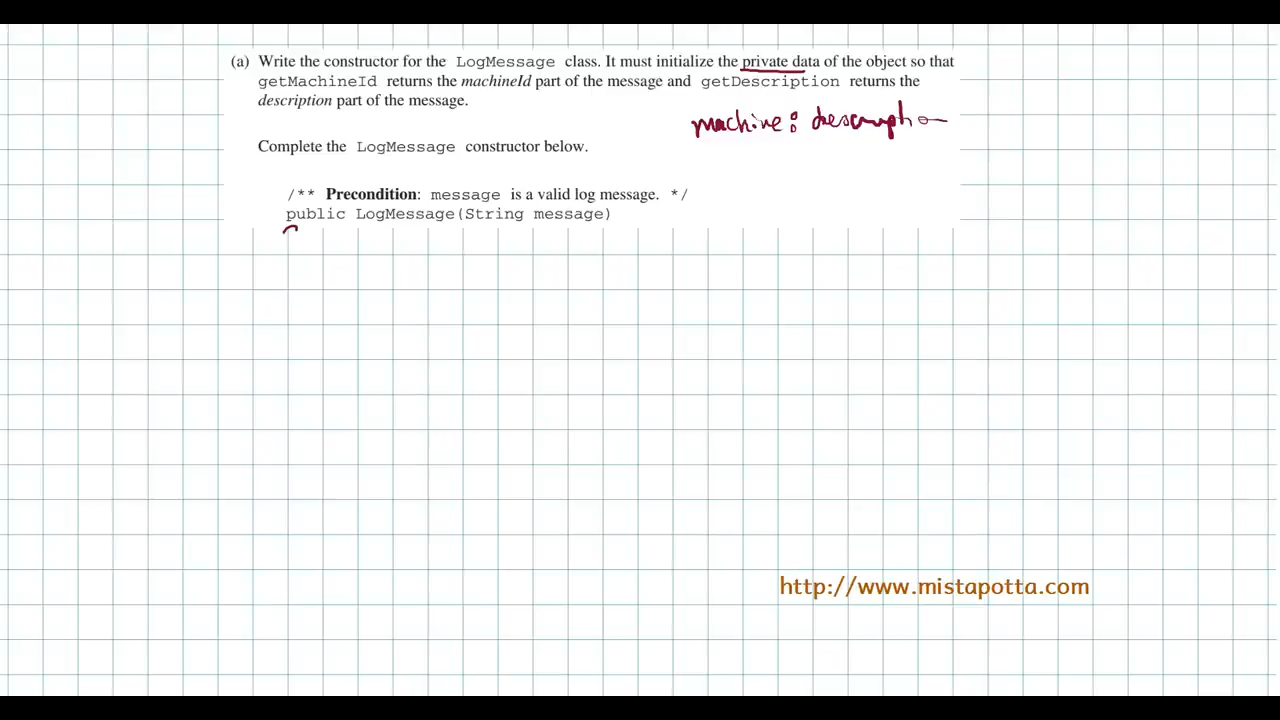 (a) Write the constructor for the LogMessage class. It must initialize the private data of the object so that
getMachineId returns the machineId part of the message and getDescription returns the
description part of the message.
machine: description
Complete the LogMessage constructor below.
/** Precondition: message is a valid log message. */
public LogMessage(String message)
http://www.mistapotta.com